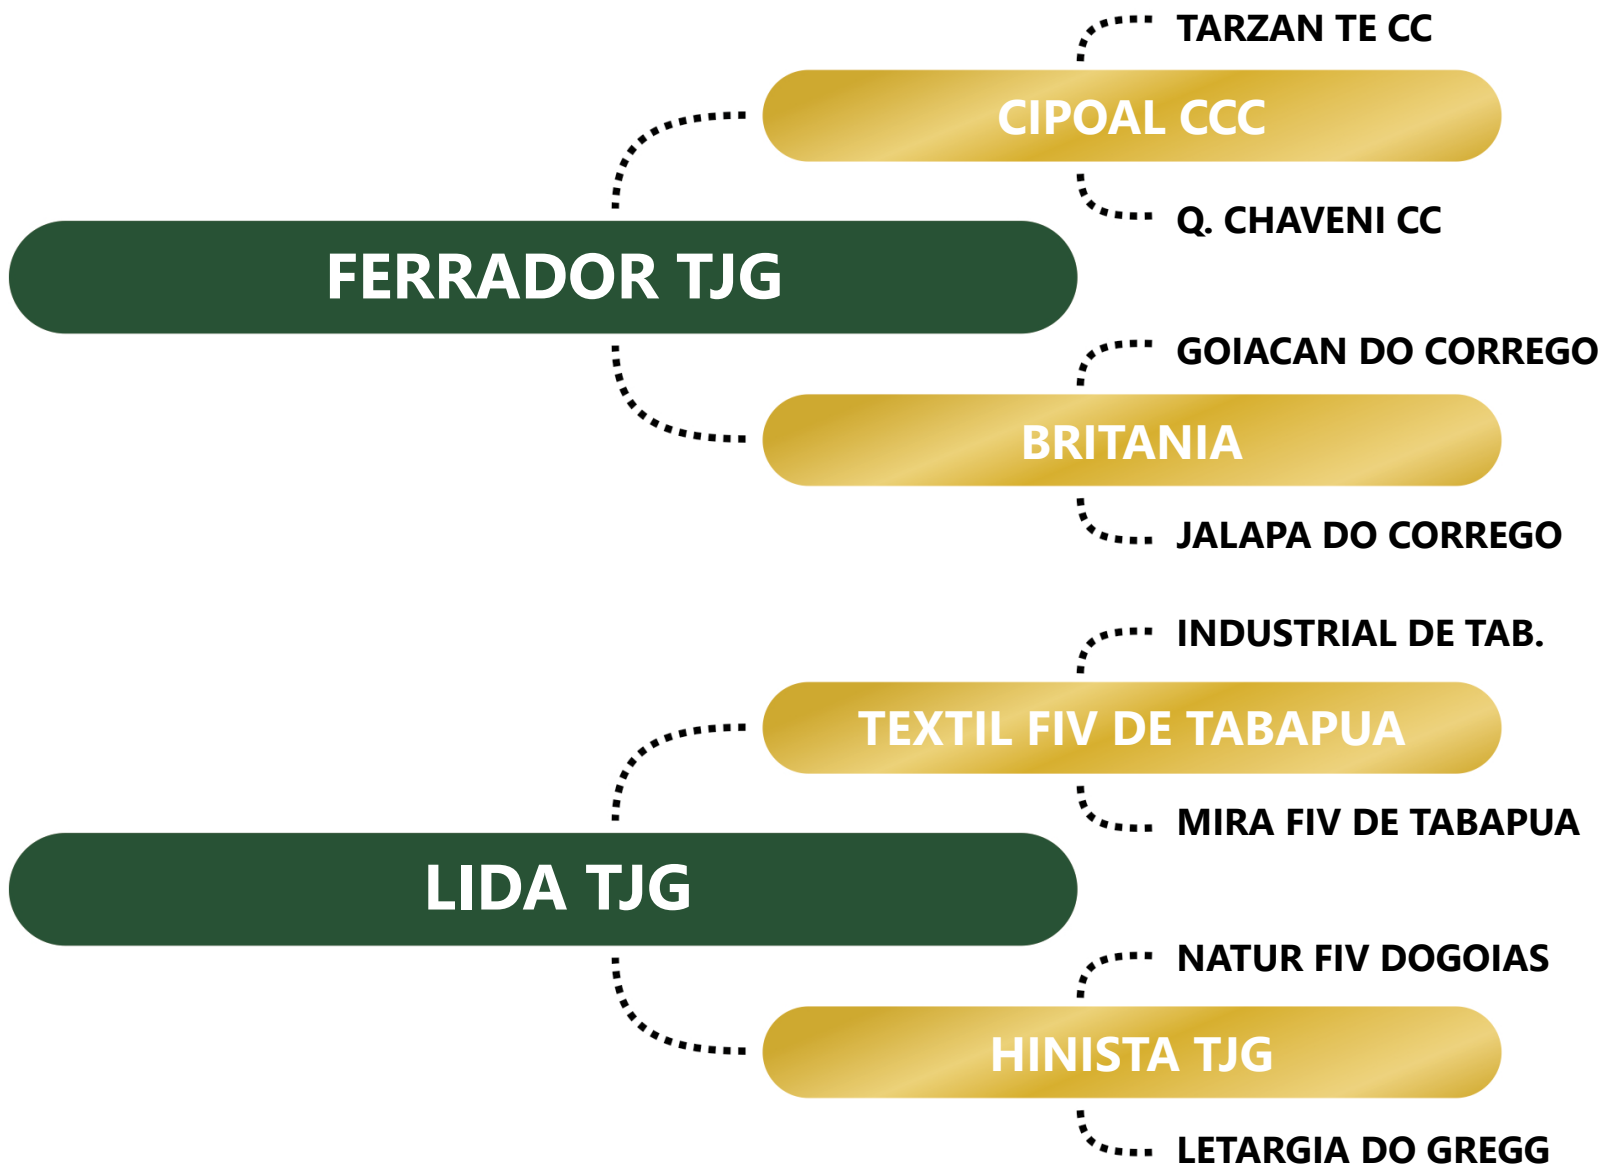 TARZAN TE CC
CIPOAL CCC
Q. CHAVENI CC
FERRADOR TJG
GOIACAN DO CORREGO
BRITANIA
JALAPA DO CORREGO
INDUSTRIAL DE TAB.
TEXTIL FIV DE TABAPUA
MIRA FIV DE TABAPUA
LIDA TJG
NATUR FIV DOGOIAS
HINISTA TJG
LETARGIA DO GREGG